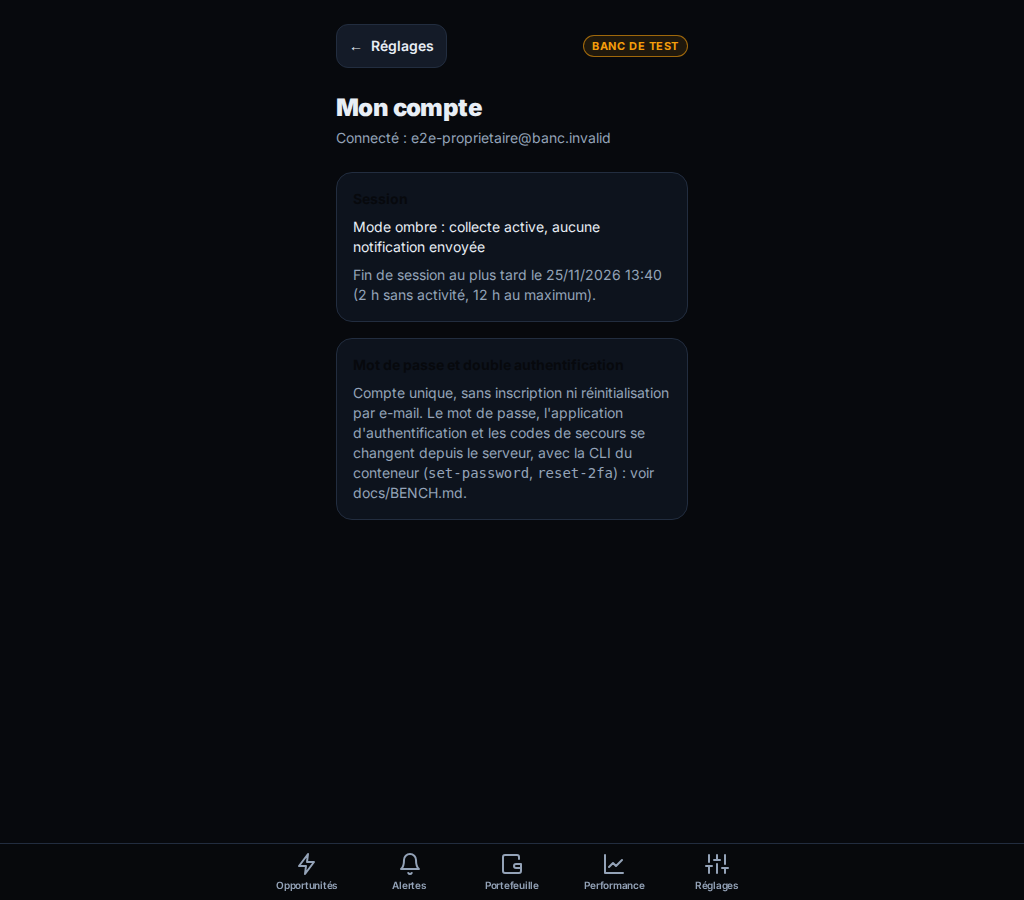 ← Réglages
BANC DE TEST
Mon compte
Connecté : e2e-proprietaire@banc.invalid
Session
Mode ombre : collecte active, aucune
notification envoyée
Fin de session au plus tard le 25/11/2026 13:40
(2 h sans activité, 12 h au maximum).
Mot de passe et double authentification
Compte unique, sans inscription ni réinitialisation
par e-mail. Le mot de passe, l'application
d'authentification et les codes de secours se
changent depuis le serveur, avec la CLI du
conteneur (set-password, reset-2fa) : voir
docs/BENCH.md.
Opportunités
Alertes
Portefeuille
Performance
Réglages